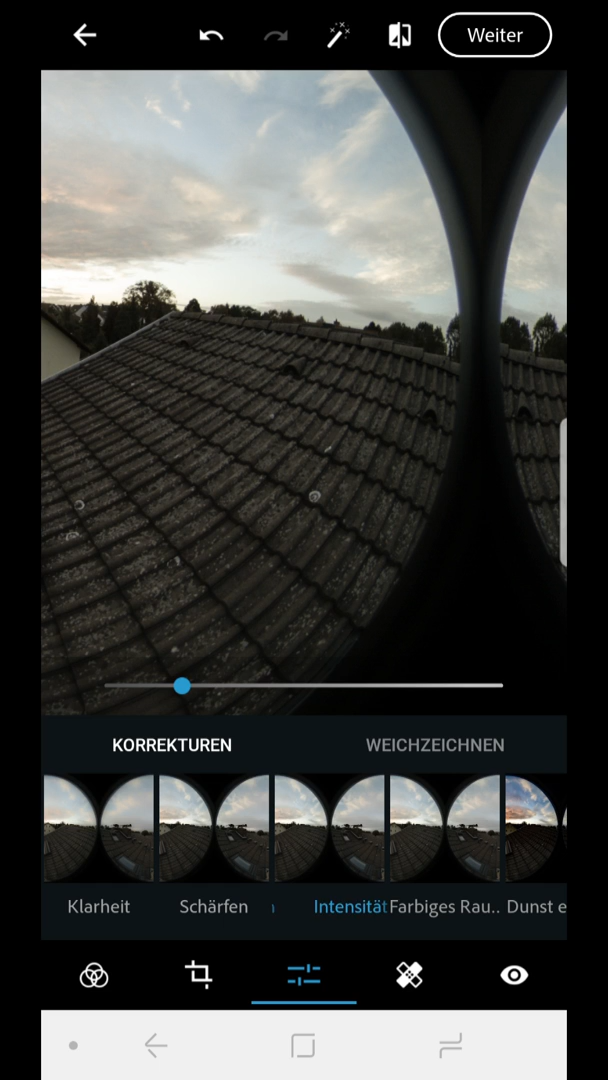 Weiter
KORREKTUREN
WEICHZEICHNEN
Klarheit
Schärfen
Intensität
Farbiges Rau..
Dunst e